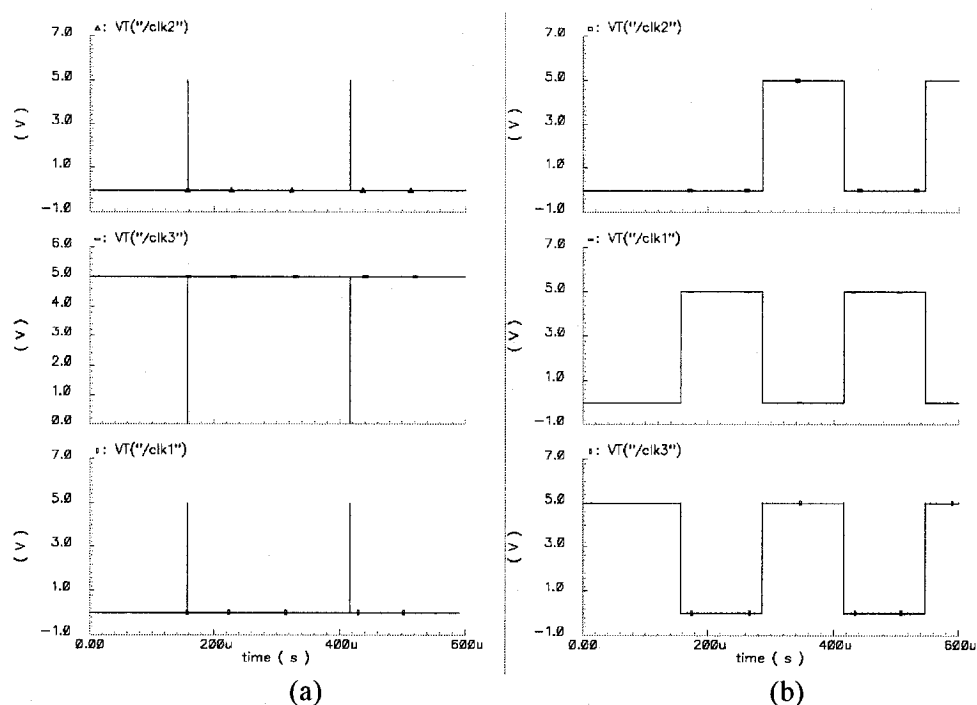 ▵: VT("/clk2")
7.0
5.0
3.0
1.0
-1.0
( V )
-: VT("/clk3")
6.0
5.0
4.0
3.0
2.0
1.0
0.0
( V )
▯: VT("/clk1")
7.0
5.0
3.0
1.0
-1.0
( V )
0.00
200u
400u
600u
time ( s )
(a)
▫: VT("/clk2")
7.0
5.0
3.0
1.0
-1.0
( V )
-: VT("/clk1")
7.0
5.0
3.0
1.0
-1.0
( V )
▯: VT("/clk3")
7.0
5.0
3.0
1.0
-1.0
( V )
0.00
200u
400u
600u
time ( s )
(b)